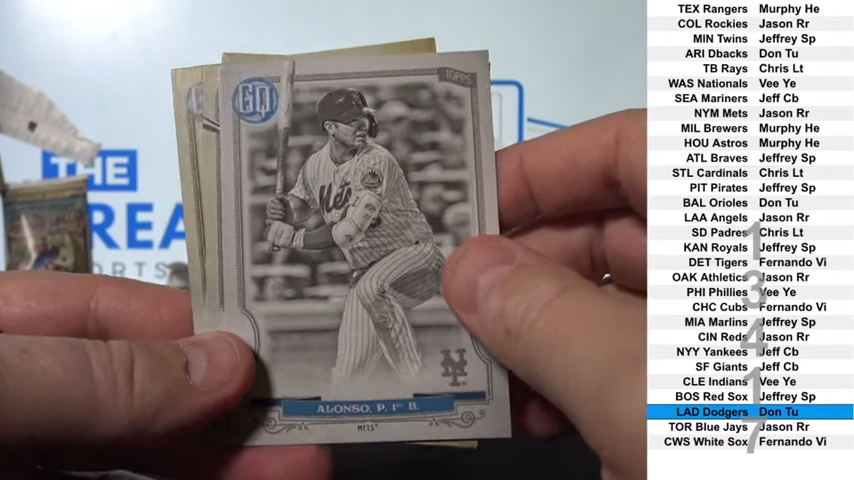 THE
REA
ORTS
GQ
TOPPS
Mets
ALONSO, P. 1st B.
METS
TEX Rangers Murphy He
COL Rockies Jason Rr
MIN Twins Jeffrey Sp
ARI Dbacks Don Tu
TB Rays Chris Lt
WAS Nationals Vee Ye
SEA Mariners Jeff Cb
NYM Mets Jason Rr
MIL Brewers Murphy He
HOU Astros Murphy He
ATL Braves Jeffrey Sp
STL Cardinals Chris Lt
PIT Pirates Jeffrey Sp
BAL Orioles Don Tu
LAA Angels Jason Rr
SD Padres Chris Lt
KAN Royals Jeffrey Sp
DET Tigers Fernando Vi
OAK Athletics Jason Rr
PHI Phillies Vee Ye
CHC Cubs Fernando Vi
MIA Marlins Jeffrey Sp
CIN Reds Jason Rr
NYY Yankees Jeff Cb
SF Giants Jeff Cb
CLE Indians Vee Ye
BOS Red Sox Jeffrey Sp
LAD Dodgers Don Tu
TOR Blue Jays Jason Rr
CWS White Sox Fernando Vi
1
3
4
1
7